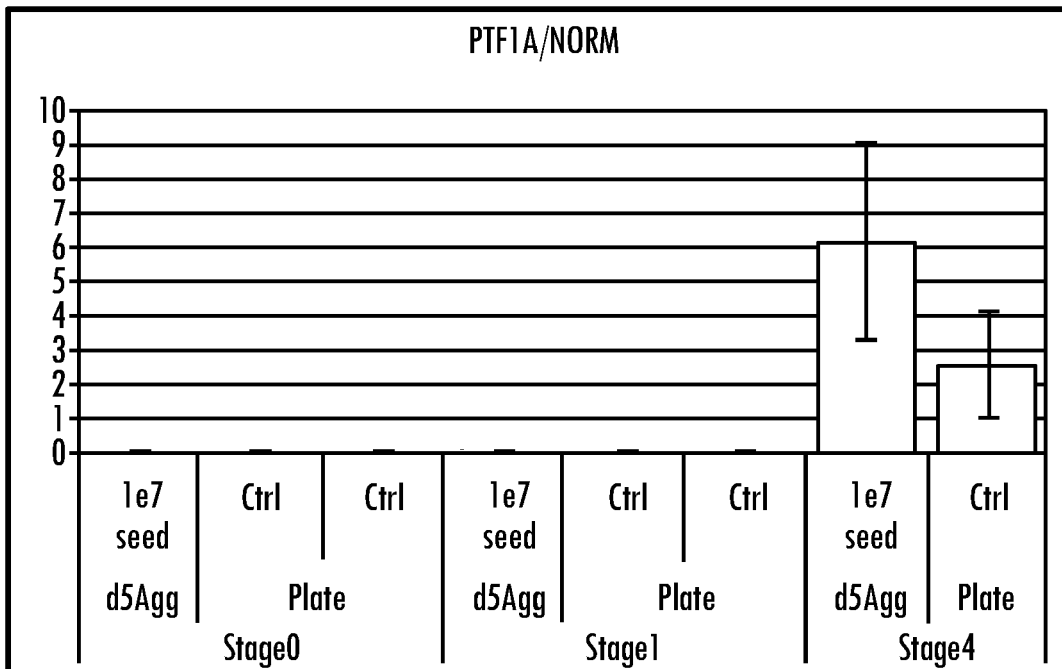 PTF1A/NORM
10
9
8
7
6
5
4
3
2
1
0
1e7 Ctrl Ctrl 1e7 Ctrl Ctrl 1e7 Ctrl
seed seed seed
d5Agg Plate d5Agg Plate d5Agg Plate
Stage0 Stage1 Stage4